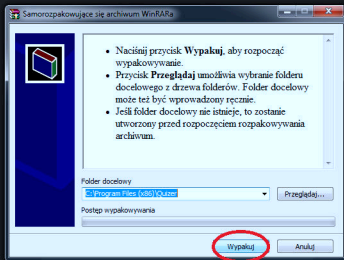 Samorozpakowujące się archiwum WinRARa
• Naciśnij przycisk Wypakuj, aby rozpocząć
wypakowywanie.
• Przycisk Przeglądaj umożliwia wybranie folderu
docelowego z drzewa folderów. Folder docelowy
może też być wprowadzony ręcznie.
• Jeśli folder docelowy nie istnieje, to zostanie
utworzony przed rozpoczęciem rozpakowywania
archiwum.
Folder docelowy
C:\Program Files (x86)\Quizer
Przeglądaj...
Postęp wypakowywania
Wypakuj
Anuluj